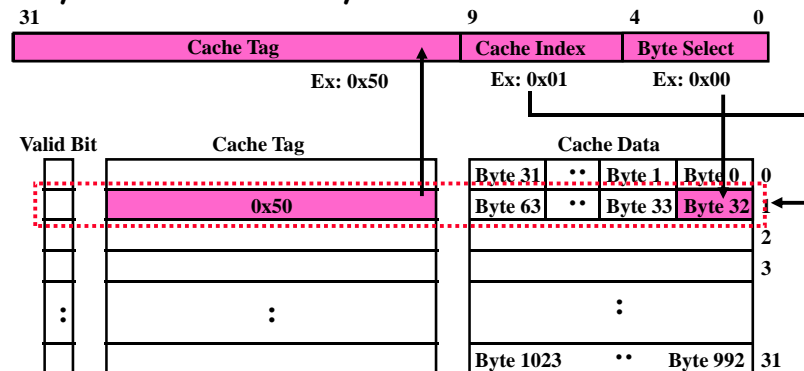 31 9 4 0
Cache Tag Cache Index Byte Select
Ex: 0x50 Ex: 0x01 Ex: 0x00
Valid Bit Cache Tag Cache Data
Byte 31 ·· Byte 1 Byte 0 0
0x50 Byte 63 ·· Byte 33 Byte 32 1
2
3
: : :
Byte 1023 ·· Byte 992 31